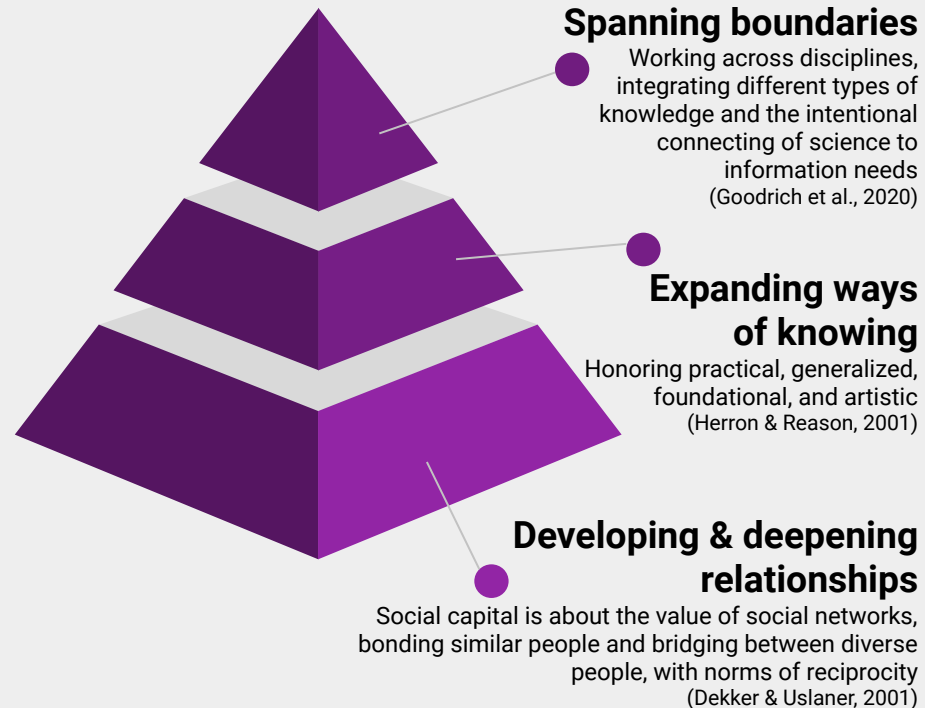 Spanning boundaries
Working across disciplines,
integrating different types of
knowledge and the intentional
connecting of science to
information needs
(Goodrich et al., 2020)
Expanding ways
of knowing
Honoring practical, generalized,
foundational, and artistic
(Herron & Reason, 2001)
Developing & deepening
relationships
Social capital is about the value of social networks,
bonding similar people and bridging between diverse
people, with norms of reciprocity
(Dekker & Uslaner, 2001)